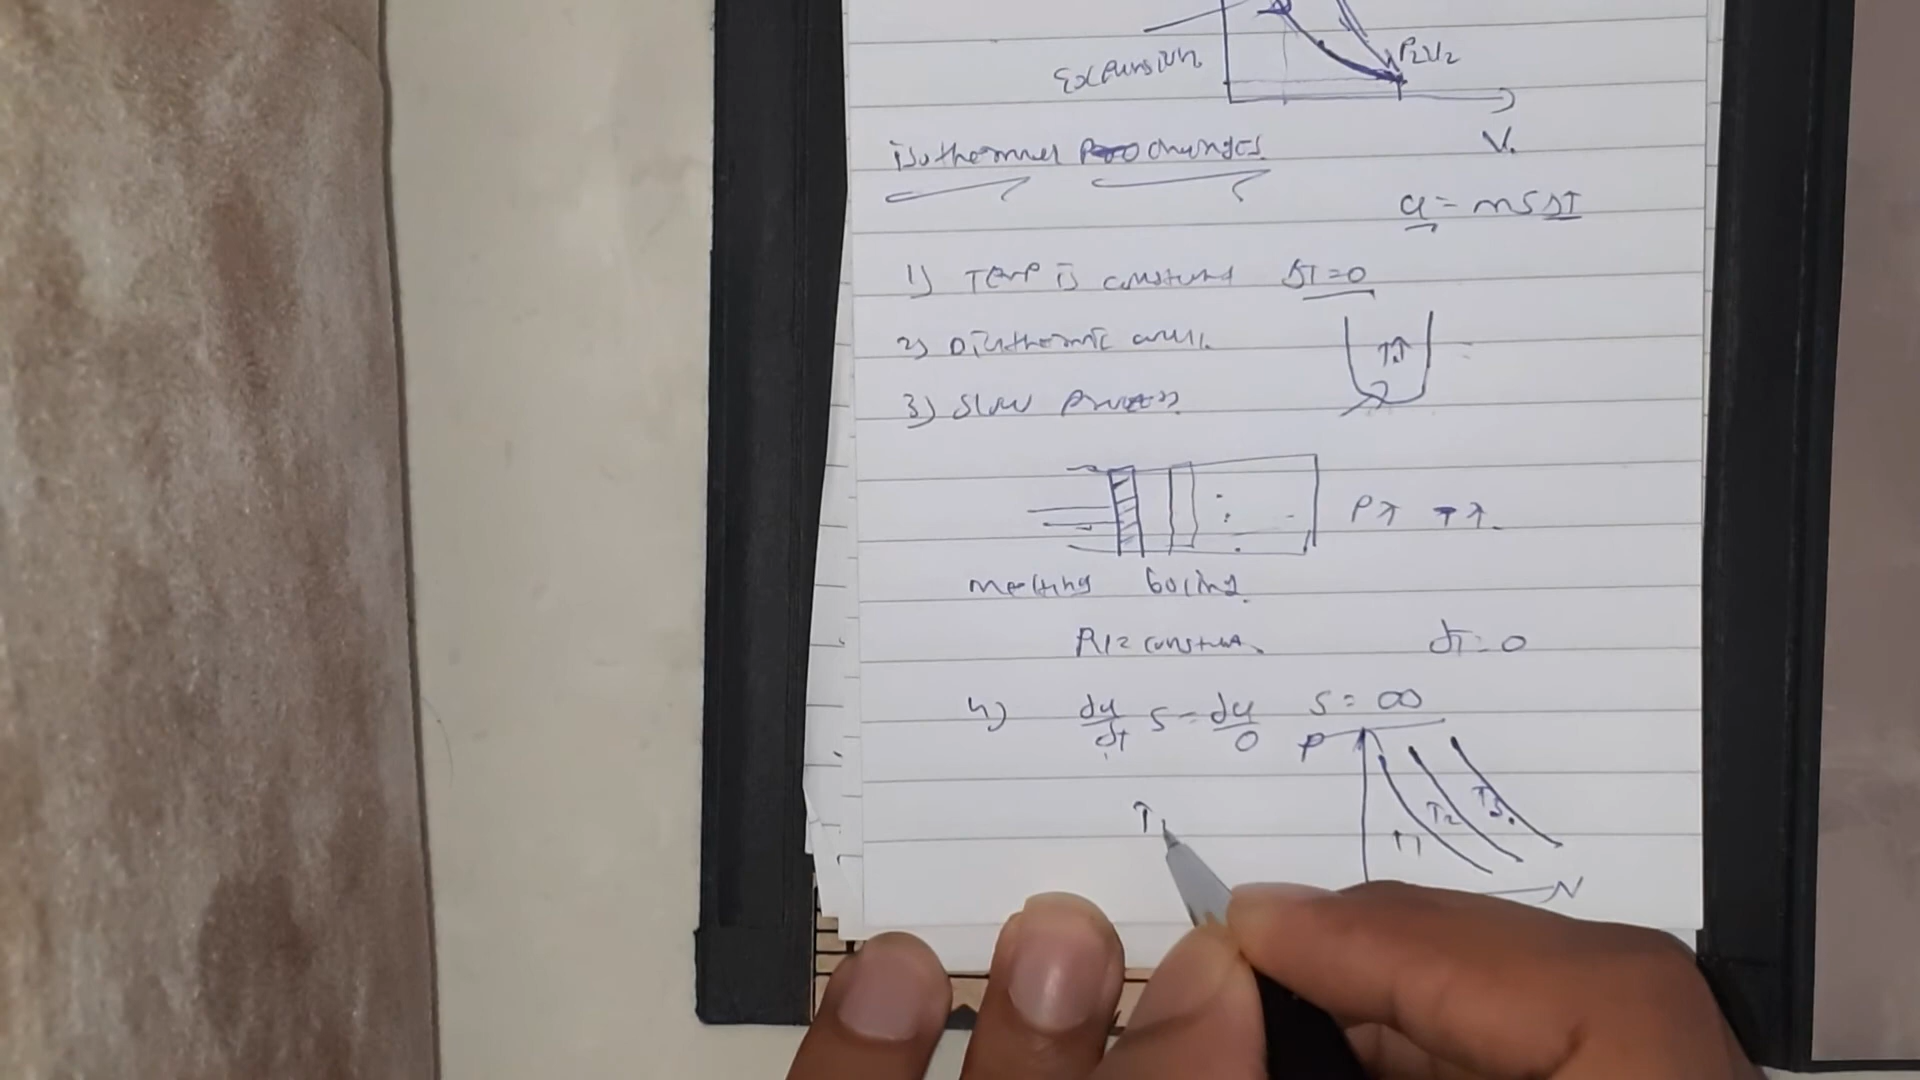 Expansion P2V2
isothermal changes.
V.
Q = mSΔT
1) Temp is constant ΔT=0
2) Diathermic wall.
3) Slow process.
P↑ T↑.
melting boiling.
constant. dT=0
4) dQ/dT S=dQ/0 S=∞
P
T1 T2 T3.
V
T1